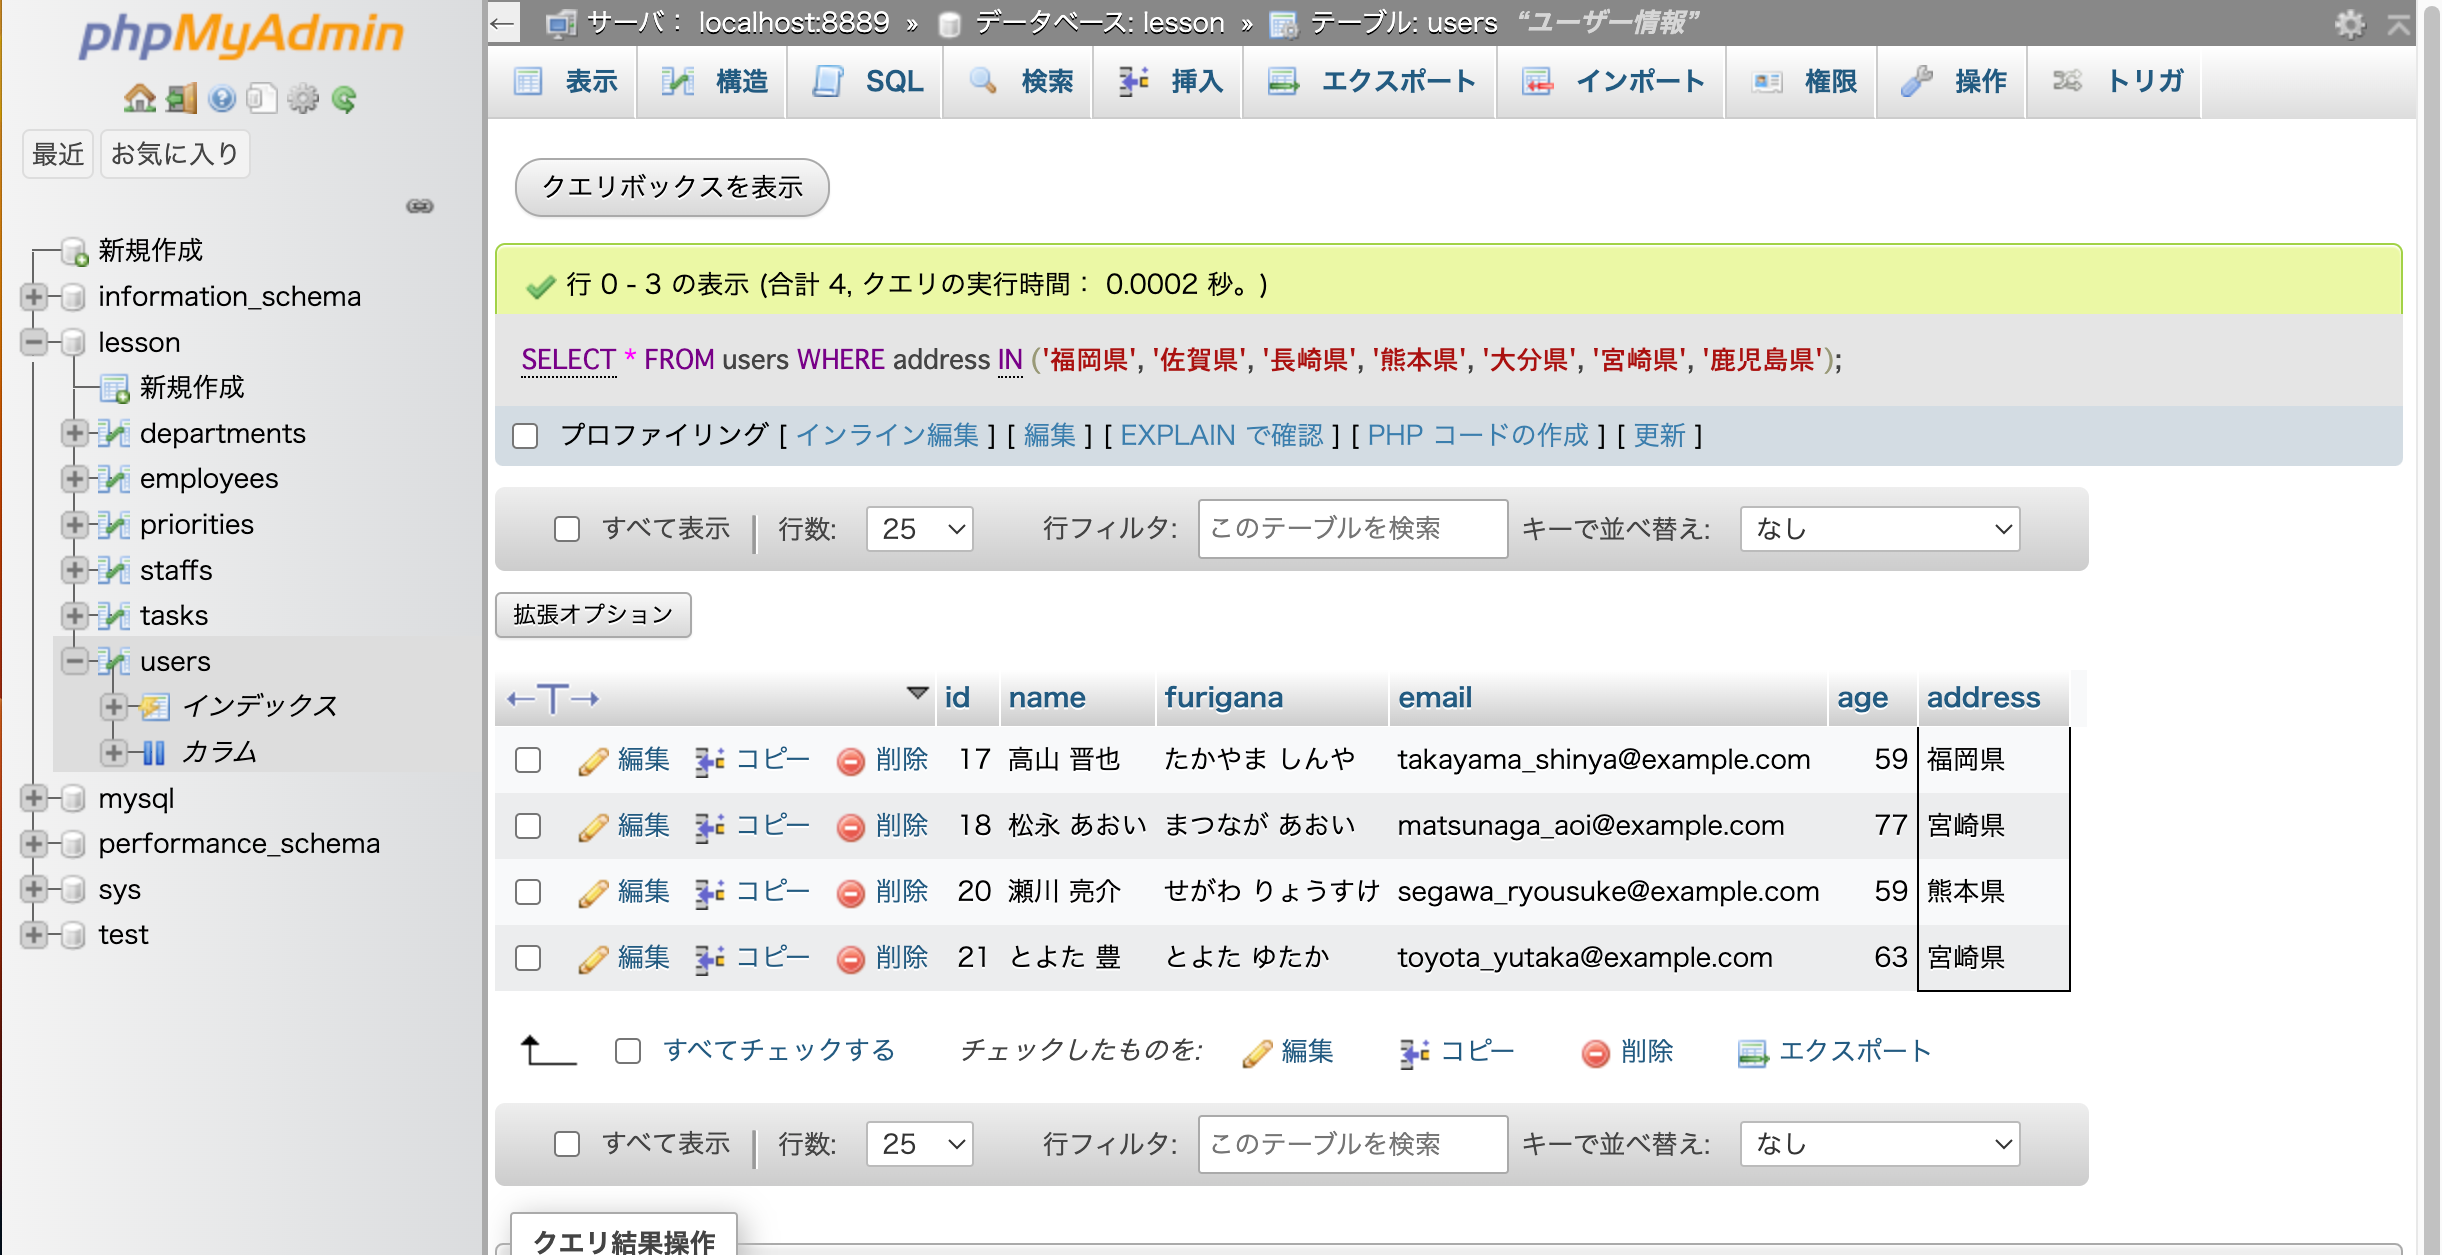 phpMyAdmin
最近 お気に入り
新規作成
information_schema
lesson
新規作成
departments
employees
priorities
staffs
tasks
users
インデックス
カラム
mysql
performance_schema
sys
test
← サーバ： localhost:8889 » データベース: lesson » テーブル: users “ユーザー情報”
表示 構造 SQL 検索 挿入 エクスポート インポート 権限 操作 トリガ
クエリボックスを表示
行 0 - 3 の表示 (合計 4, クエリの実行時間： 0.0002 秒。)
SELECT * FROM users WHERE address IN ('福岡県', '佐賀県', '長崎県', '熊本県', '大分県', '宮崎県', '鹿児島県');
プロファイリング [ インライン編集 ] [ 編集 ] [ EXPLAIN で確認 ] [ PHP コードの作成 ] [ 更新 ]
すべて表示 | 行数: 25 行フィルタ: このテーブルを検索 キーで並べ替え: なし
拡張オプション
←T→ id name furigana email age address
編集 コピー 削除 17 高山 晋也 たかやま しんや takayama_shinya@example.com 59 福岡県
編集 コピー 削除 18 松永 あおい まつなが あおい matsunaga_aoi@example.com 77 宮崎県
編集 コピー 削除 20 瀬川 亮介 せがわ りょうすけ segawa_ryousuke@example.com 59 熊本県
編集 コピー 削除 21 とよた 豊 とよた ゆたか toyota_yutaka@example.com 63 宮崎県
すべてチェックする チェックしたものを: 編集 コピー 削除 エクスポート
すべて表示 | 行数: 25 行フィルタ: このテーブルを検索 キーで並べ替え: なし
クエリ結果操作